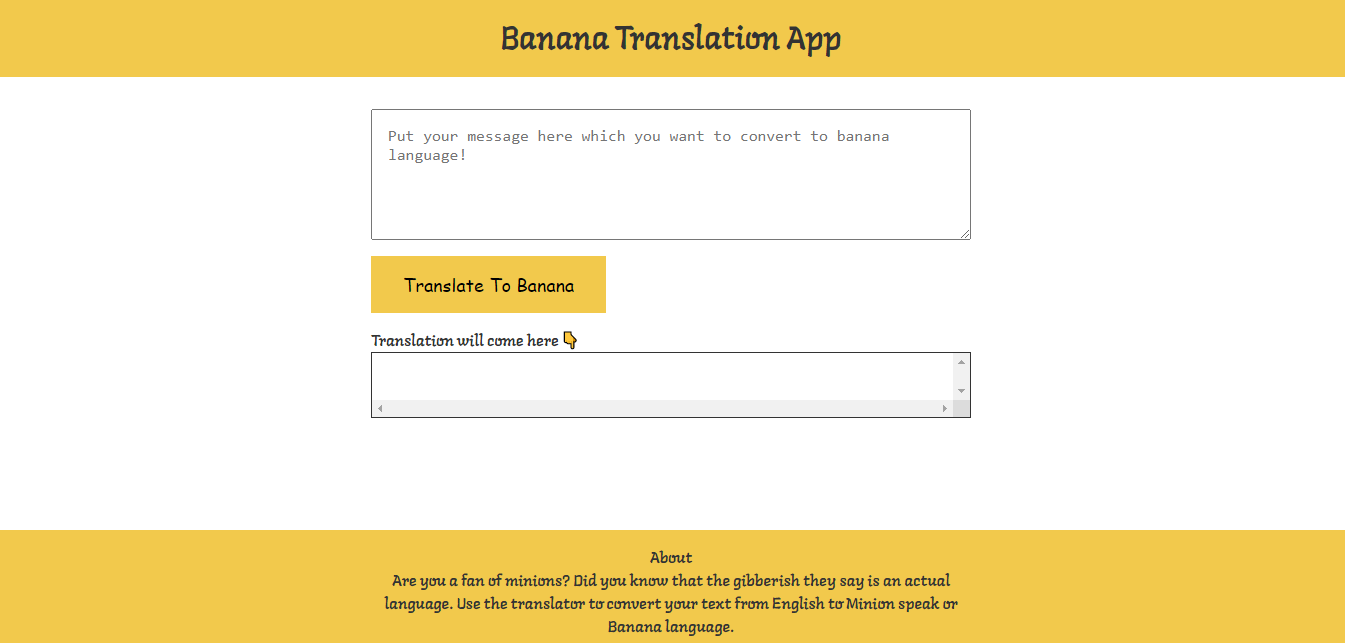 Banana Translation App
Put your message here which you want to convert to banana
language!
Translate To Banana
Translation will come here 👇
About
Are you a fan of minions? Did you know that the gibberish they say is an actual
language. Use the translator to convert your text from English to Minion speak or
Banana language.